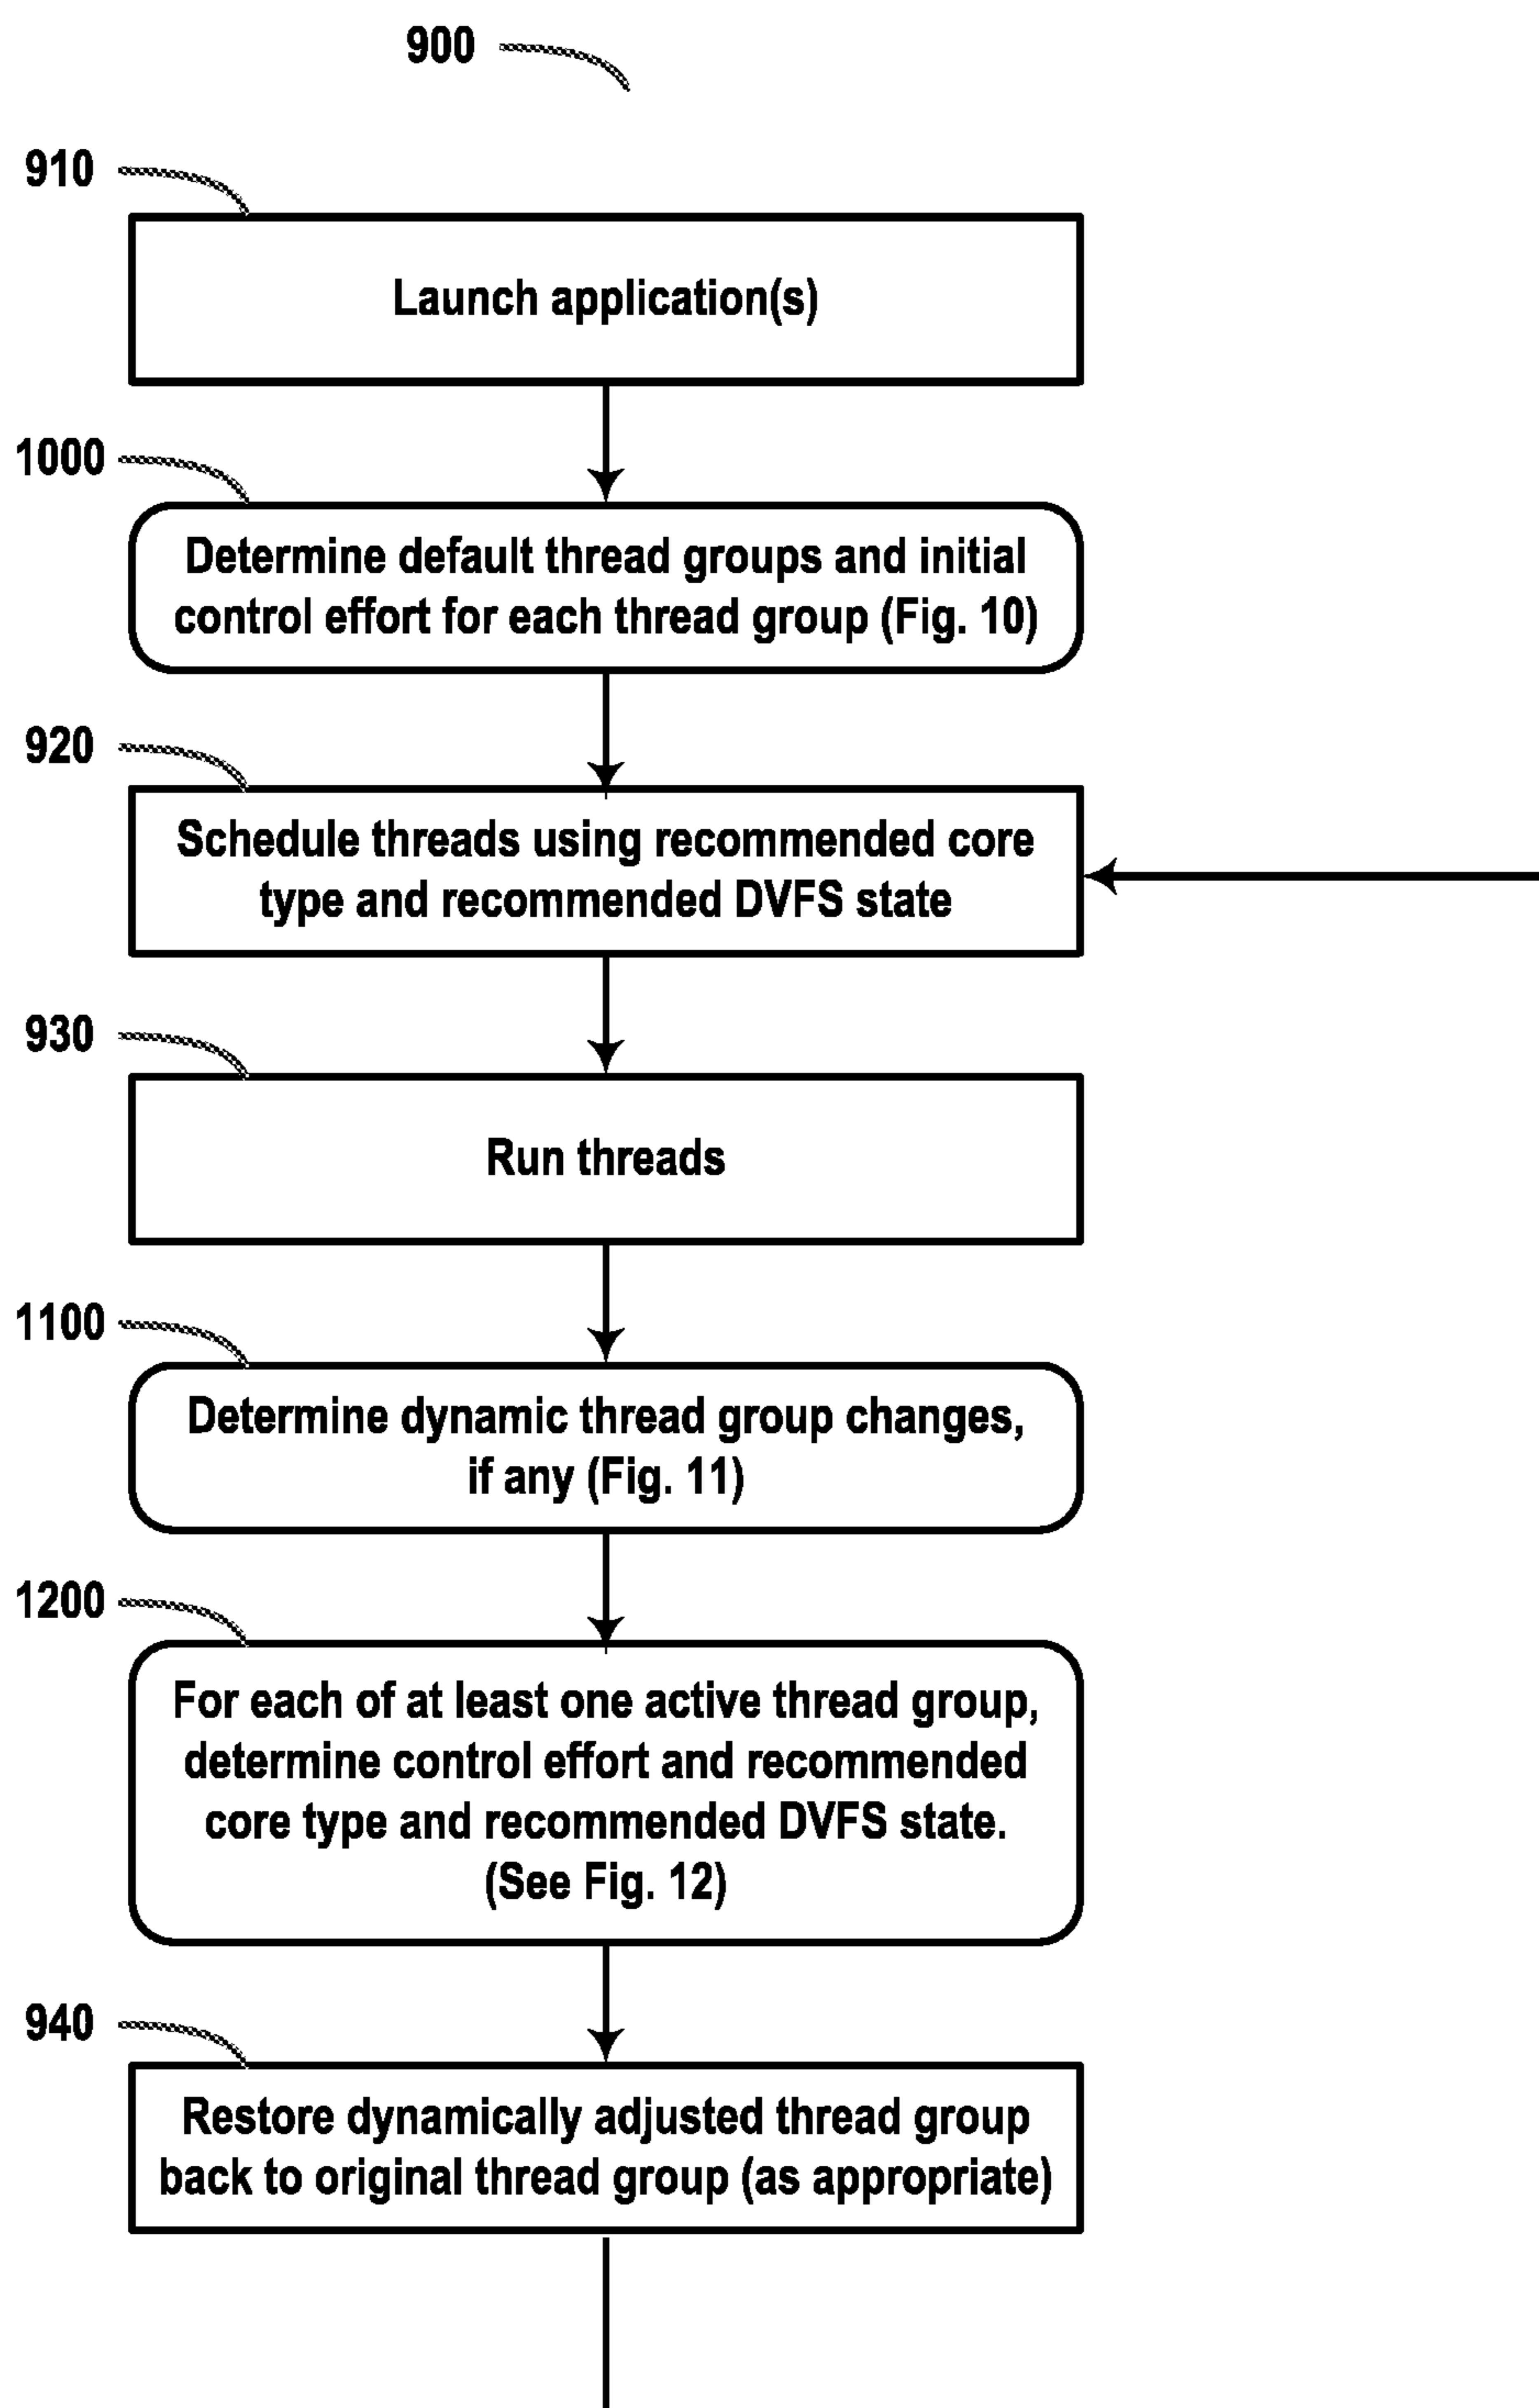 900
910
Launch application(s)
1000
Determine default thread groups and initial
control effort for each thread group (Fig. 10)
920
Schedule threads using recommended core
type and recommended DVFS state
930
Run threads
1100
Determine dynamic thread group changes,
if any (Fig. 11)
1200
For each of at least one active thread group,
determine control effort and recommended
core type and recommended DVFS state.
(See Fig. 12)
940
Restore dynamically adjusted thread group
back to original thread group (as appropriate)